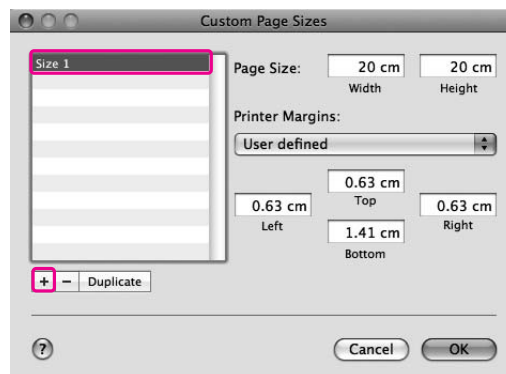 Custom Page Sizes
Size 1
Page Size:
20 cm
20 cm
Width
Height
Printer Margins:
User defined
0.63 cm
Top
0.63 cm
Left
0.63 cm
Right
1.41 cm
Bottom
+ − Duplicate
?
Cancel
OK